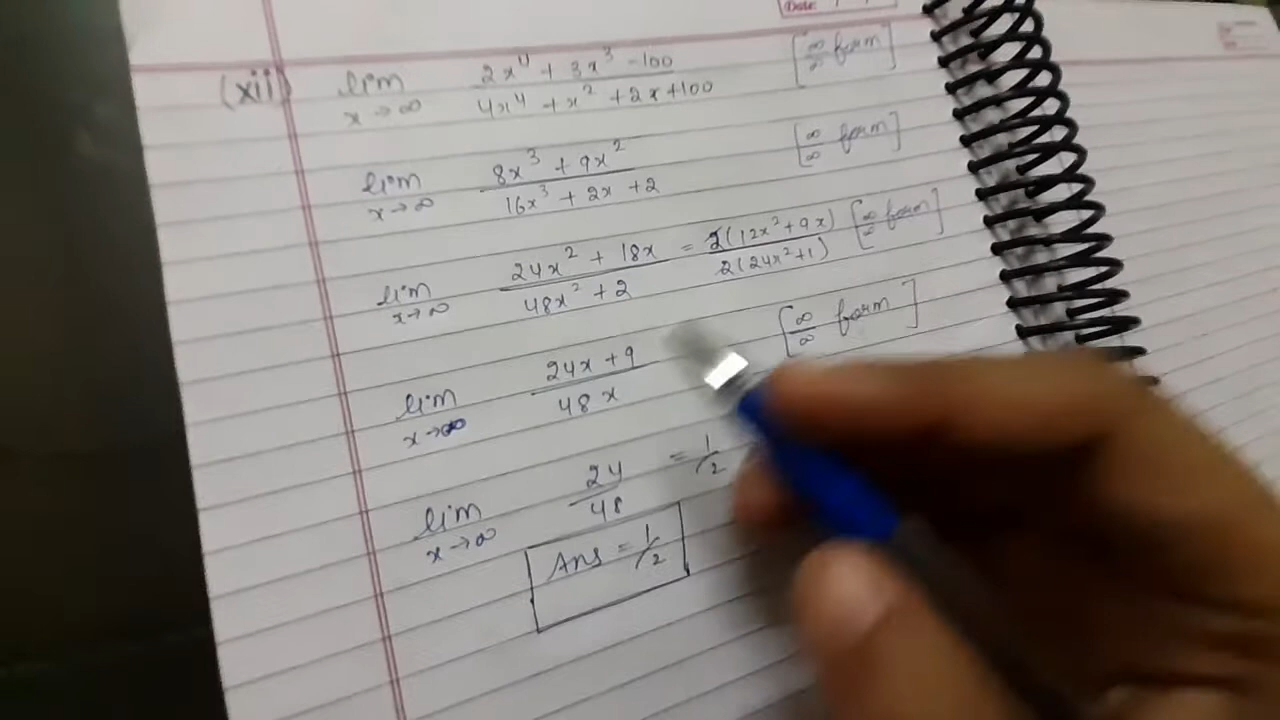 Date:
(xii) lim x→∞ 2x⁴ + 3x³ - 100 / 4x⁴ + x² + 2x + 100 [∞/∞ form]
lim x→∞ 8x³ + 9x² / 16x³ + 2x + 2 [∞/∞ form]
lim x→∞ 24x² + 18x / 48x² + 2 = 2(12x² + 9x) / 2(24x² + 1) [∞/∞ form]
lim x→∞ 24x + 9 / 48x [∞/∞ form]
lim x→∞ 24 / 48 = 1/2
Ans = 1/2